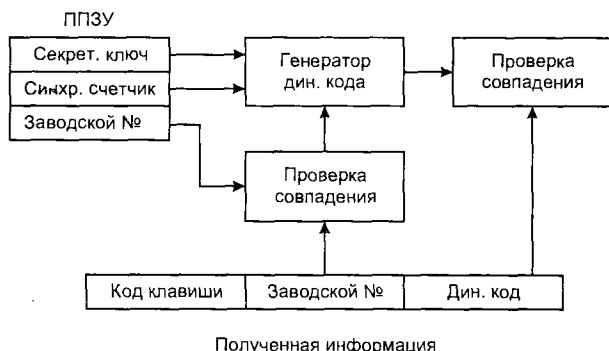 ППЗУ
Секрет. ключ
Синхр. счетчик
Заводской №
Генератор
дин. кода
Проверка
совпадения
Проверка
совпадения
Код клавиши
Заводской №
Дин. код
Полученная информация